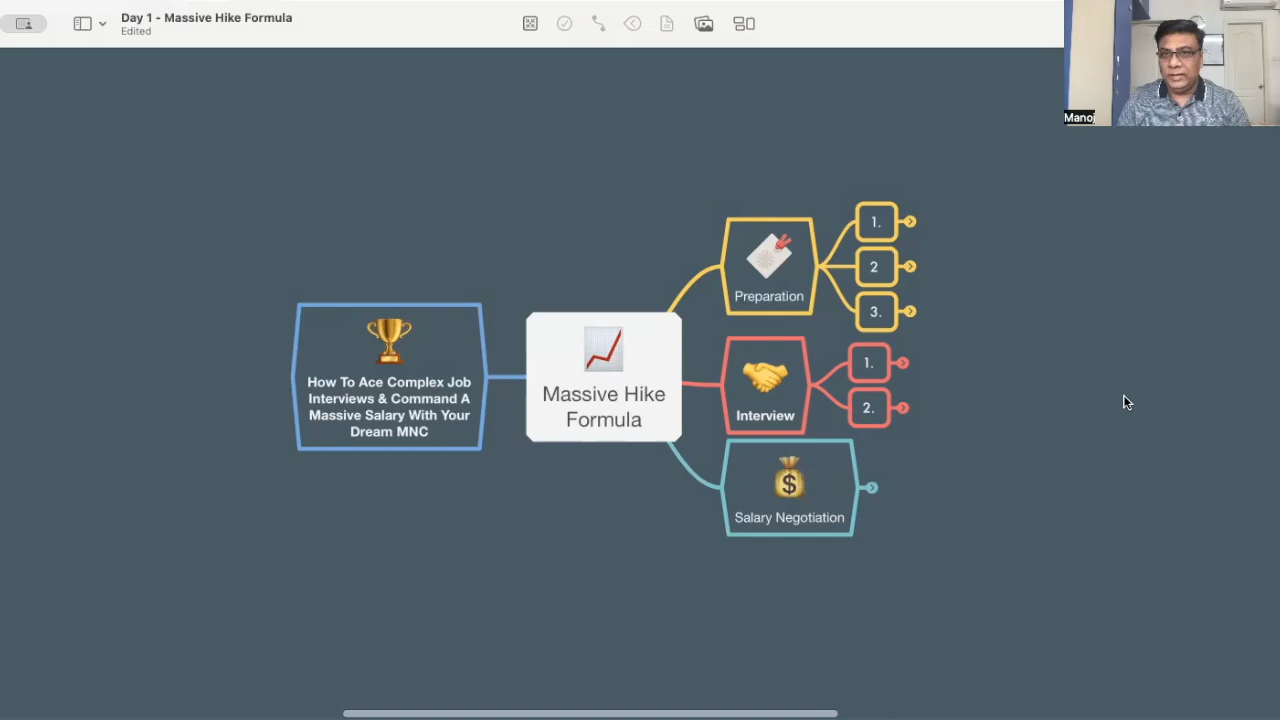 Day 1 - Massive Hike Formula
Edited
Manoj
How To Ace Complex Job
Interviews & Command A
Massive Salary With Your
Dream MNC
Massive Hike
Formula
Preparation
1.
2
3.
Interview
1.
2.
$
Salary Negotiation